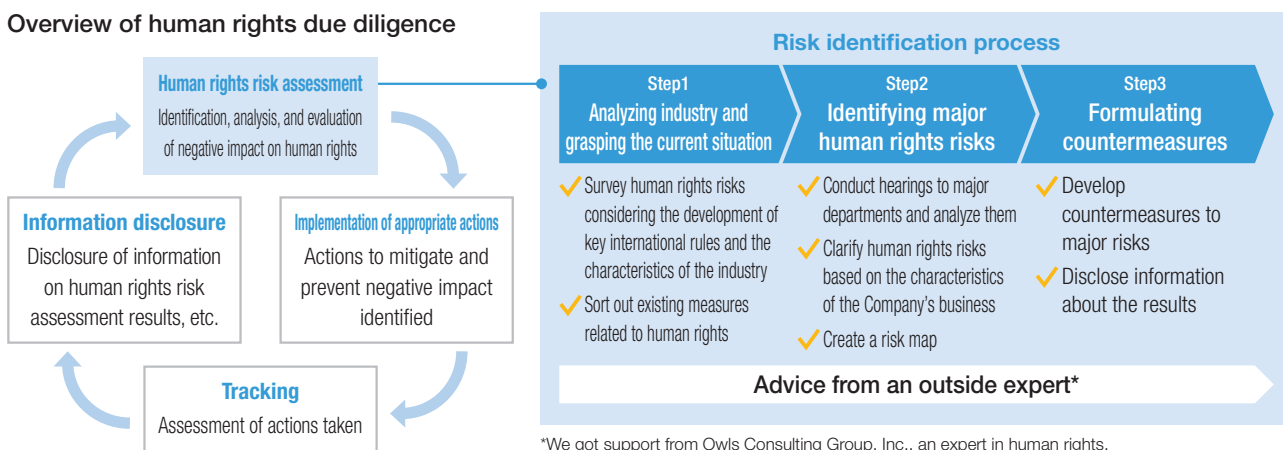 Overview of human rights due diligence
Human rights risk assessment
Identification, analysis, and evaluation
of negative impact on human rights
Implementation of appropriate actions
Actions to mitigate and
prevent negative impact
identified
Tracking
Assessment of actions taken
Information disclosure
Disclosure of information
on human rights risk
assessment results, etc.
Risk identification process
Step1
Analyzing industry and
grasping the current situation
Survey human rights risks
considering the development of
key international rules and the
characteristics of the industry
Sort out existing measures
related to human rights
Step2
Identifying major
human rights risks
Conduct hearings to major
departments and analyze them
Clarify human rights risks
based on the characteristics
of the Company's business
Create a risk map
Step3
Formulating
countermeasures
Develop
countermeasures to
major risks
Disclose information
about the results
Advice from an outside expert*
*We got support from Owls Consulting Group, Inc., an expert in human rights.